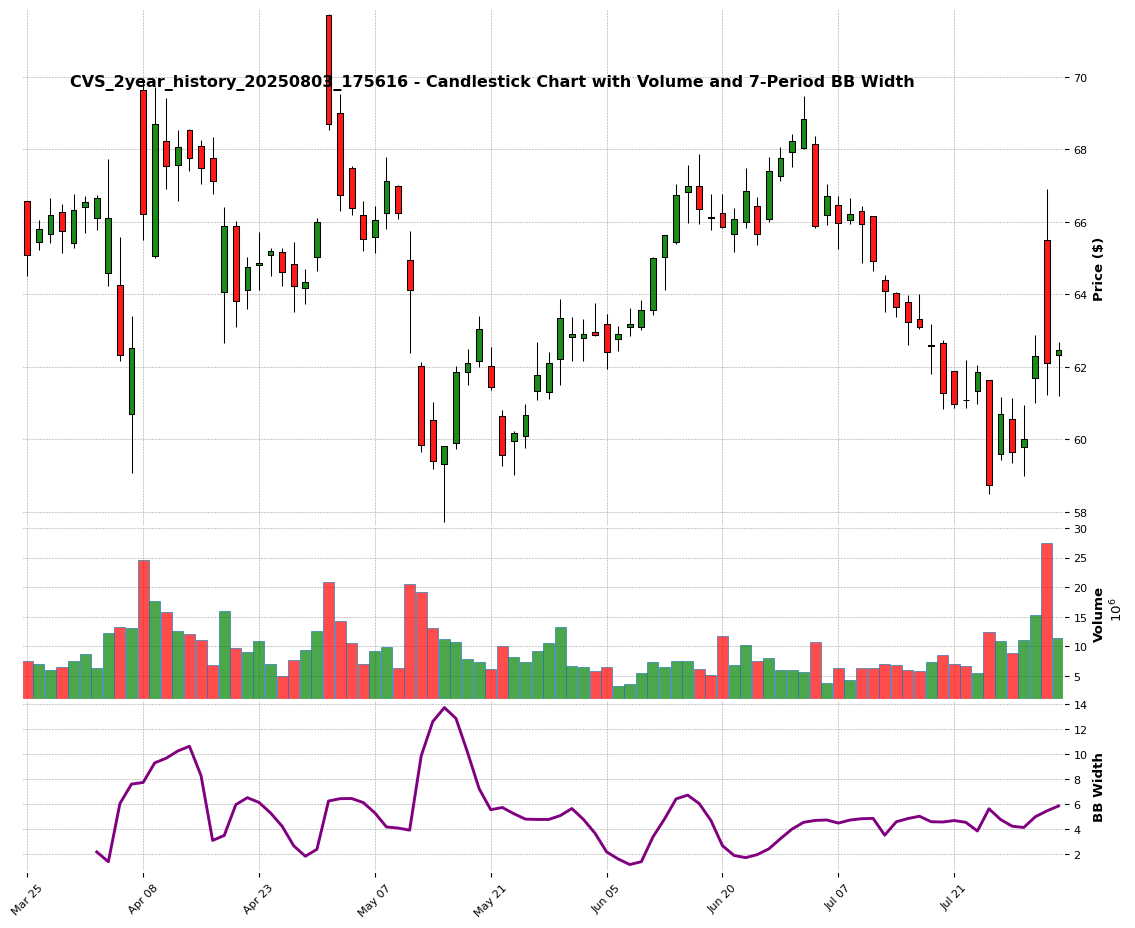 CVS_2year_history_20250803_175616 - Candlestick Chart with Volume and 7-Period BB Width
70
68
66
64
62
60
58
Price ($)
30
25
20
15
10
5
Volume
10^6
14
12
10
8
6
4
2
BB Width
Mar 25
Apr 08
Apr 23
May 07
May 21
Jun 05
Jun 20
Jul 07
Jul 21